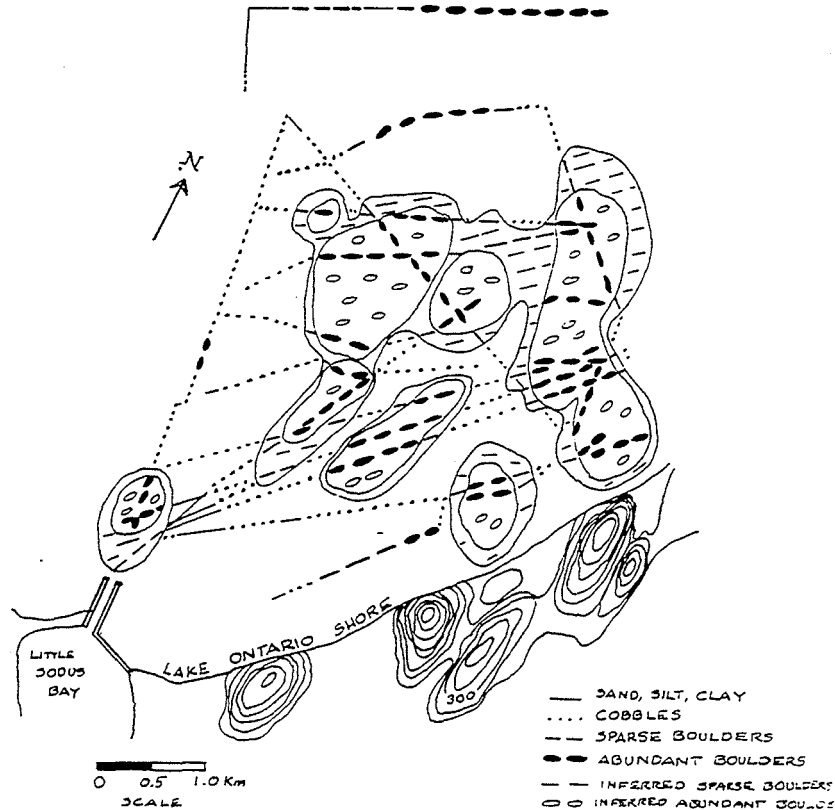 N
LAKE ONTARIO SHORE
LITTLE
SODUS
BAY
300
0 0.5 1.0 Km
SCALE
SAND, SILT, CLAY
COBBLES
SPARSE BOULDERS
ABUNDANT BOULDERS
INFERRED SPARSE BOULDERS
INFERRED ABUNDANT